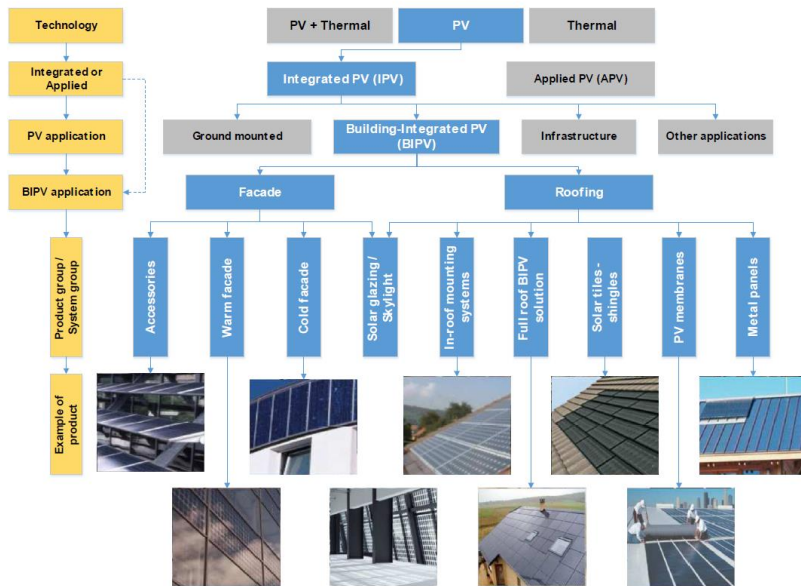 Technology
PV + Thermal
PV
Thermal
Integrated or
Applied
Integrated PV (IPV)
Applied PV (APV)
PV application
Ground mounted
Building-Integrated PV
(BIPV)
Infrastructure
Other applications
BIPV application
Facade
Roofing
Product group /
System group
Accessories
Warm facade
Cold facade
Solar glazing /
Skylight
In-roof mounting
systems
Full roof BIPV
solution
Solar tiles -
shingles
PV membranes
Metal panels
Example of
product